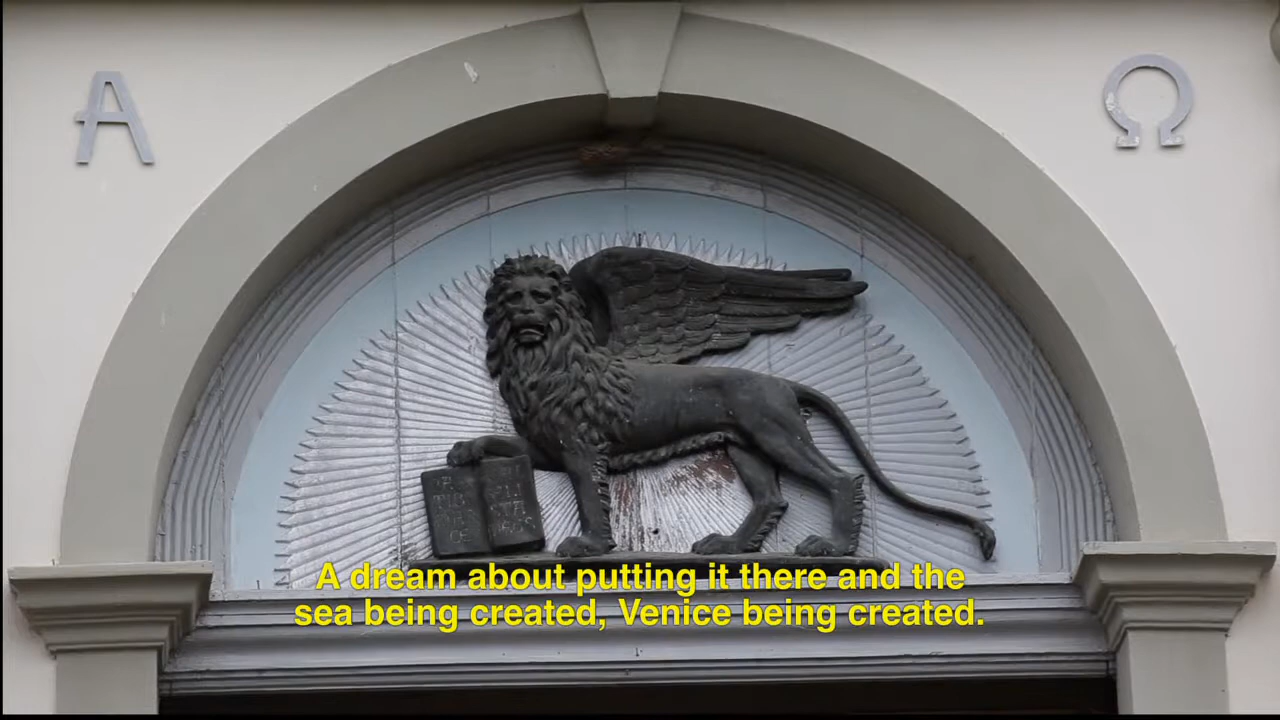 Α Ω
A dream about putting it there and the
sea being created, Venice being created.